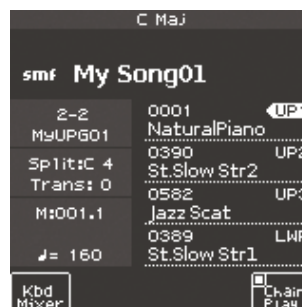 C Maj
smf My Song01
2-2
MyUPG01
Split:C 4
Trans: 0
M:001.1
♩= 160
0001 UP1
NaturalPiano
0390 UP2
St.Slow Str2
0582 UP3
Jazz Scat
0389 LWR
St.Slow Str1
Kbd
Mixer
Chain
Play